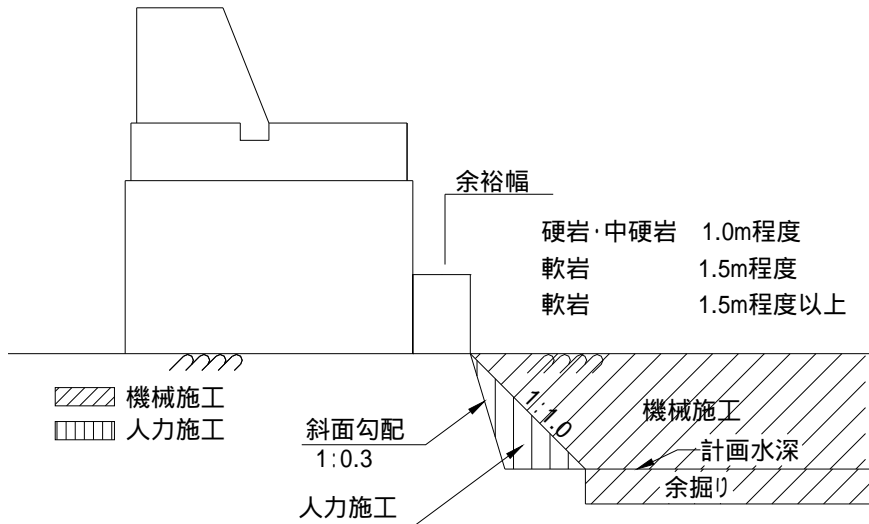 余裕幅
硬岩･中硬岩 1.0m程度
軟岩 1.5m程度
軟岩 1.5m程度以上
機械施工
人力施工
斜面勾配
1:0.3
人力施工
1:1.0
機械施工
計画水深
余掘り